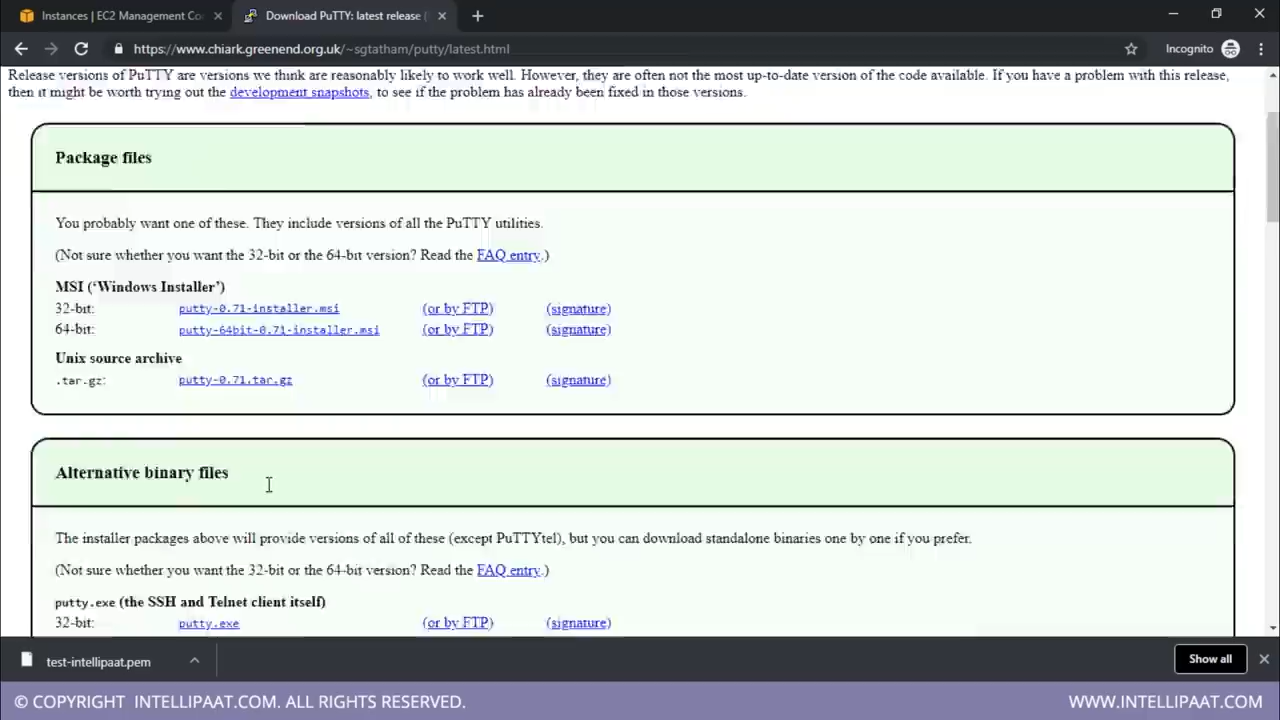 Instances | EC2 Management Co
Download PuTTY: latest release (
https://www.chiark.greenend.org.uk/~sgtatham/putty/latest.html
Incognito
Release versions of PuTTY are versions we think are reasonably likely to work well. However, they are often not the most up-to-date version of the code available. If you have a problem with this release,
then it might be worth trying out the development snapshots, to see if the problem has already been fixed in those versions.
Package files
You probably want one of these. They include versions of all the PuTTY utilities.
(Not sure whether you want the 32-bit or the 64-bit version? Read the FAQ entry.)
MSI (‘Windows Installer’)
32-bit: putty-0.71-installer.msi (or by FTP) (signature)
64-bit: putty-64bit-0.71-installer.msi (or by FTP) (signature)
Unix source archive
.tar.gz: putty-0.71.tar.gz (or by FTP) (signature)
Alternative binary files
The installer packages above will provide versions of all of these (except PuTTYtel), but you can download standalone binaries one by one if you prefer.
(Not sure whether you want the 32-bit or the 64-bit version? Read the FAQ entry.)
putty.exe (the SSH and Telnet client itself)
32-bit: putty.exe (or by FTP) (signature)
test-intellipaat.pem
Show all
© COPYRIGHT INTELLIPAAT.COM. ALL RIGHTS RESERVED.
WWW.INTELLIPAAT.COM